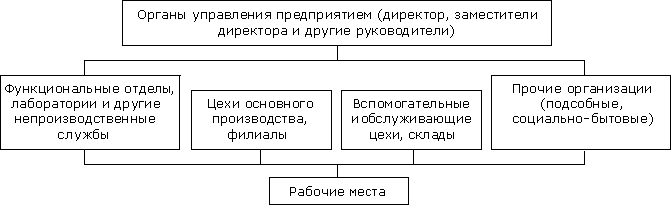 Органы управления предприятием (директор, заместители
директора и другие руководители)
Функциональные отделы,
лаборатории и другие
непроизводственные
службы
Цехи основного
производства,
филиалы
Вспомогательные
и обслуживающие
цехи, склады
Прочие организации
(подсобные,
социально-бытовые)
Рабочие места